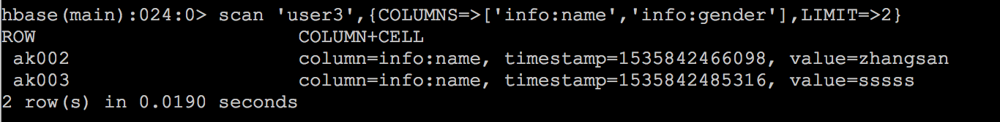 hbase(main):024:0> scan 'user3',{COLUMNS=>['info:name','info:gender'],LIMIT=>2}
ROW                        COLUMN+CELL
 ak002                     column=info:name, timestamp=1535842466098, value=zhangsan
 ak003                     column=info:name, timestamp=1535842485316, value=sssss
2 row(s) in 0.0190 seconds